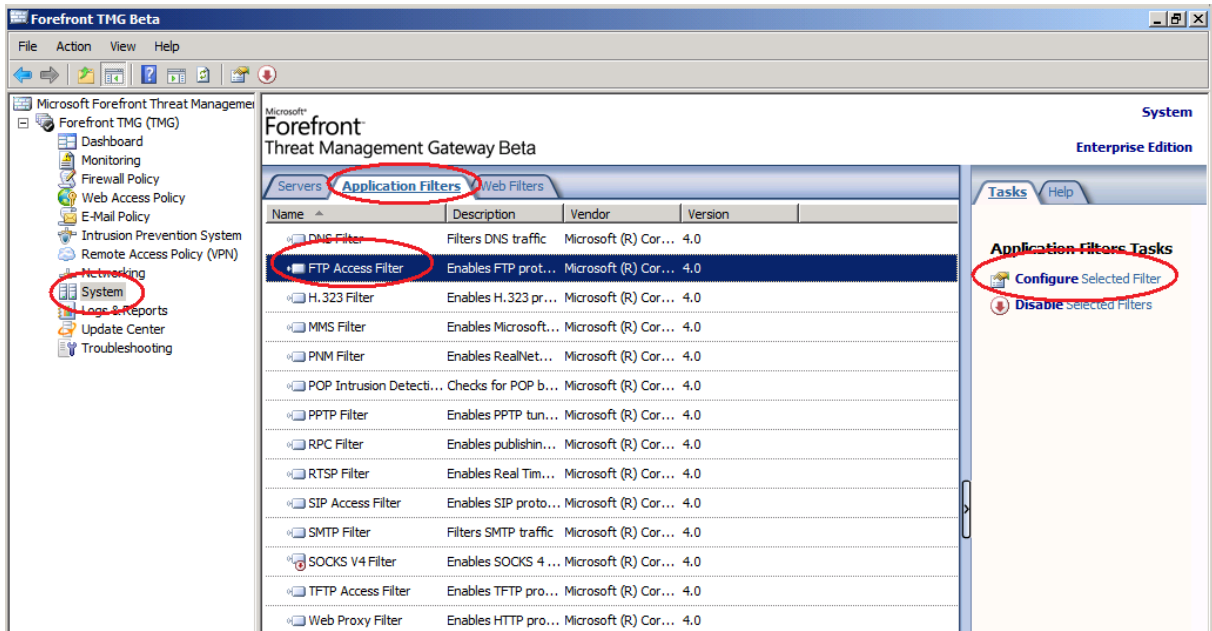 Forefront TMG Beta
File Action View Help
Microsoft Forefront Threat Managemen
Forefront TMG (TMG)
Dashboard
Monitoring
Firewall Policy
Web Access Policy
E-Mail Policy
Intrusion Prevention System
Remote Access Policy (VPN)
Networking
System
Logs & Reports
Update Center
Troubleshooting
Microsoft
Forefront
Threat Management Gateway Beta
System
Enterprise Edition
Servers Application Filters Web Filters
Name Description Vendor Version
DNS Filter Filters DNS traffic Microsoft (R) Cor... 4.0
FTP Access Filter Enables FTP prot... Microsoft (R) Cor... 4.0
H.323 Filter Enables H.323 pr... Microsoft (R) Cor... 4.0
MMS Filter Enables Microsoft... Microsoft (R) Cor... 4.0
PNM Filter Enables RealNet... Microsoft (R) Cor... 4.0
POP Intrusion Detecti... Checks for POP b... Microsoft (R) Cor... 4.0
PPTP Filter Enables PPTP tun... Microsoft (R) Cor... 4.0
RPC Filter Enables publishin... Microsoft (R) Cor... 4.0
RTSP Filter Enables Real Tim... Microsoft (R) Cor... 4.0
SIP Access Filter Enables SIP proto... Microsoft (R) Cor... 4.0
SMTP Filter Filters SMTP traffic Microsoft (R) Cor... 4.0
SOCKS V4 Filter Enables SOCKS 4 ... Microsoft (R) Cor... 4.0
TFTP Access Filter Enables TFTP pro... Microsoft (R) Cor... 4.0
Web Proxy Filter Enables HTTP pro... Microsoft (R) Cor... 4.0
Tasks Help
Application Filters Tasks
Configure Selected Filter
Disable Selected Filters